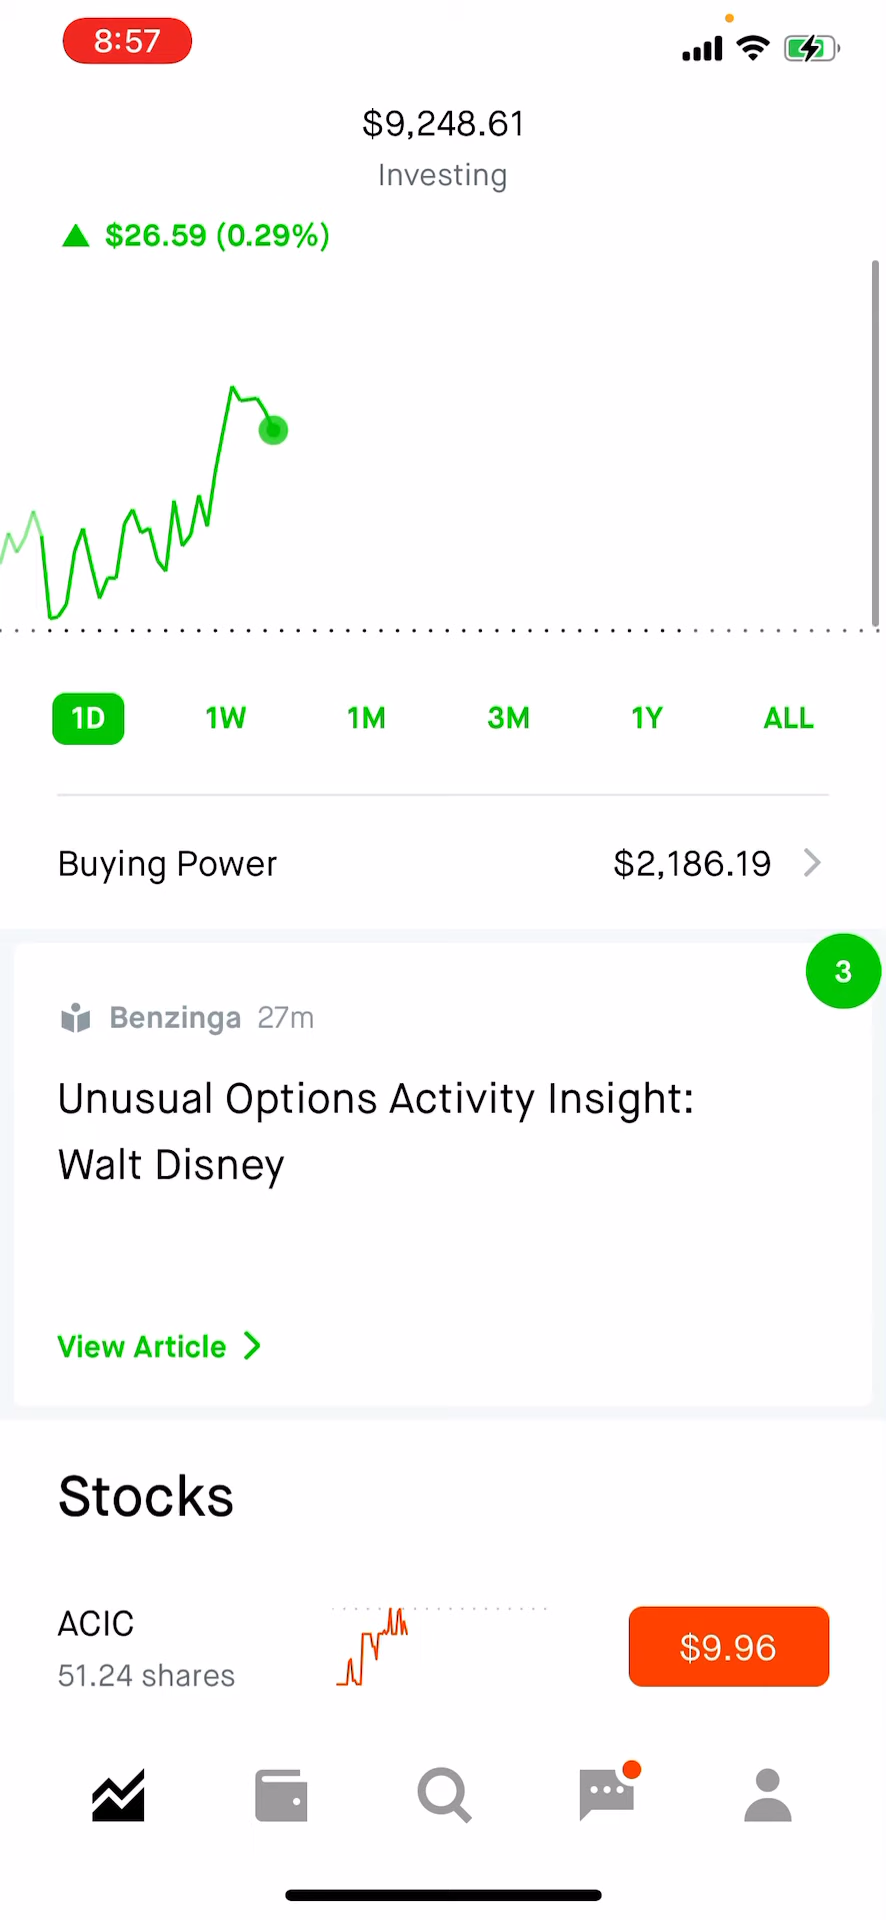 8:57
$9,248.61
Investing
▲ $26.59 (0.29%)
1D 1W 1M 3M 1Y ALL
Buying Power $2,186.19
3
Benzinga 27m
Unusual Options Activity Insight:
Walt Disney
View Article
Stocks
ACIC
51.24 shares
$9.96